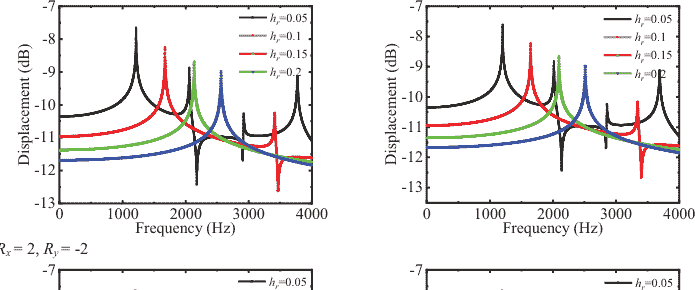 -7
-8
-9
-10
-11
-12
-13
Displacement (dB)
0 1000 2000 3000 4000
Frequency (Hz)
hr=0.05
hr=0.1
hr=0.15
hr=0.2
-7
-8
-9
-10
-11
-12
-13
Displacement (dB)
0 1000 2000 3000 4000
Frequency (Hz)
hr=0.05
hr=0.1
hr=0.15
hr=0.2
Rx = 2, Ry = -2
-7
hr=0.05
-7
hr=0.05